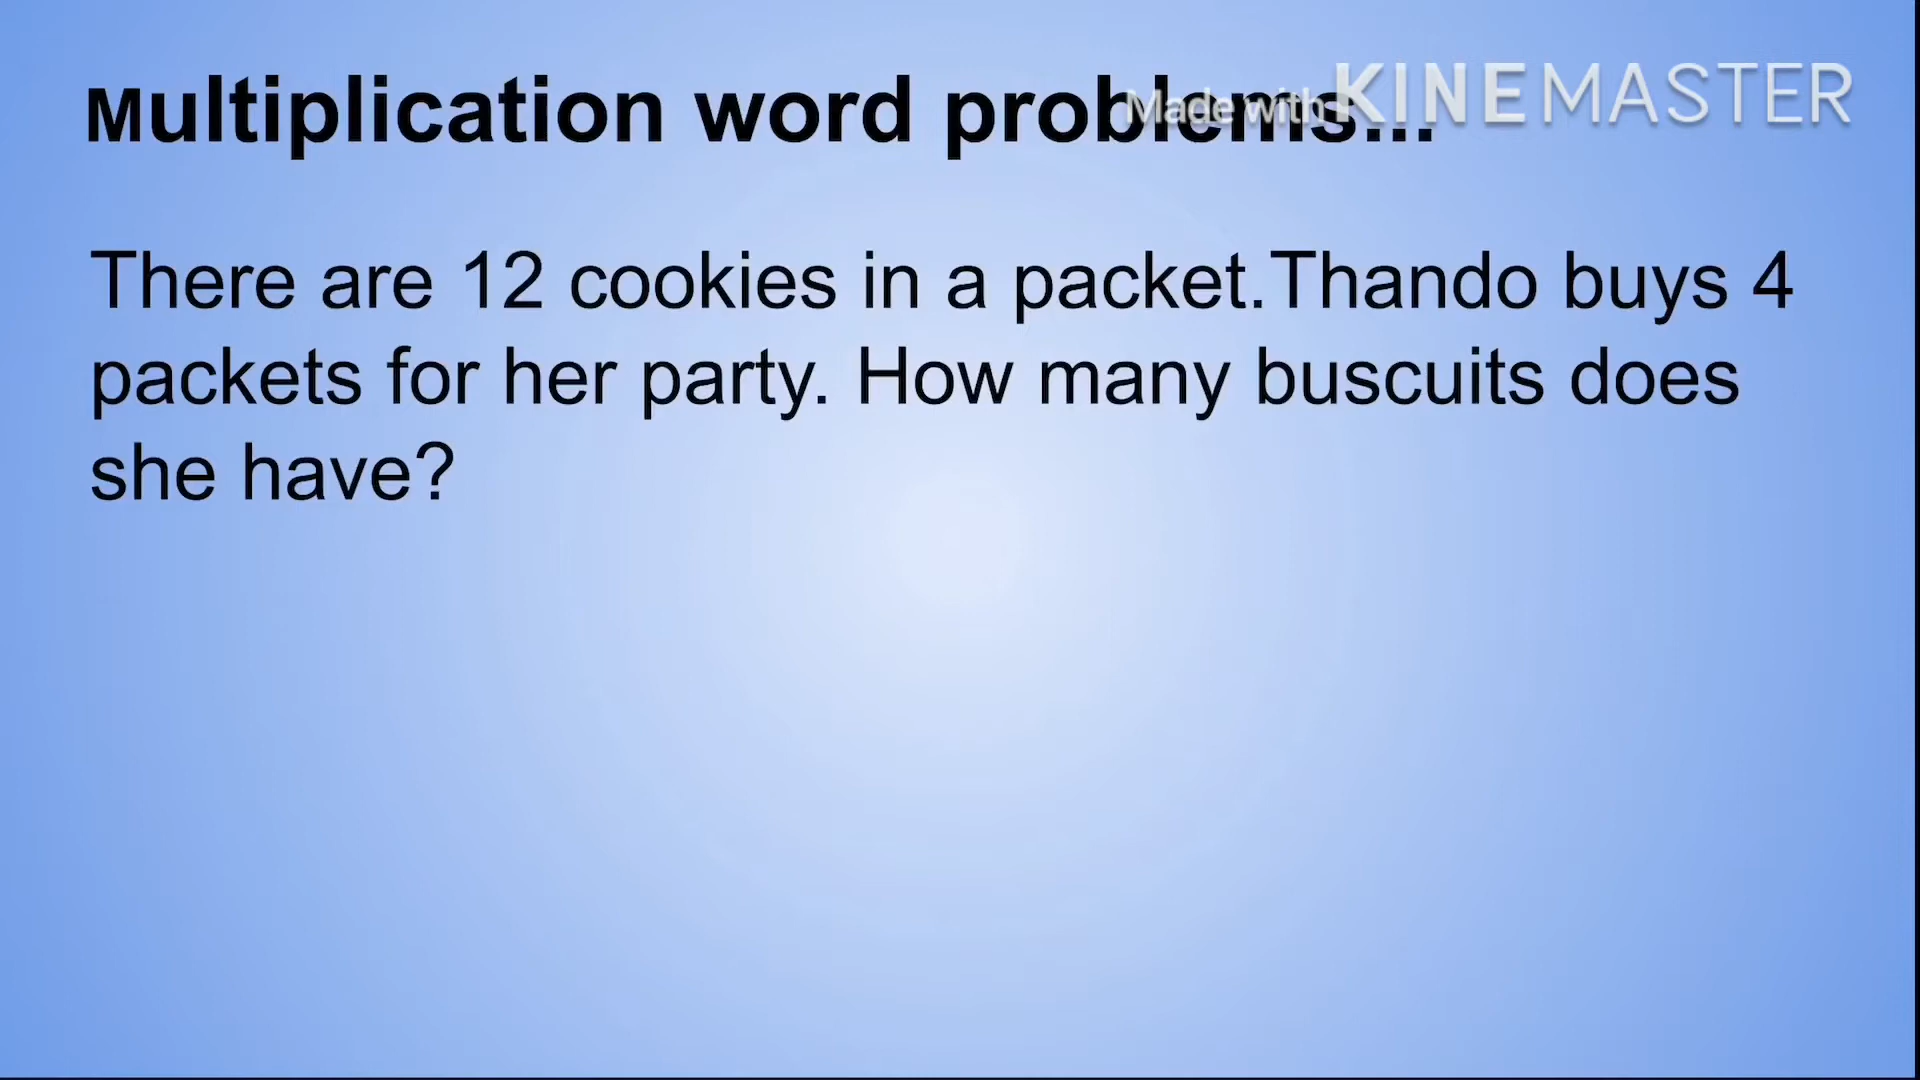 Multiplication word problems...
Made with KINEMASTER
There are 12 cookies in a packet.Thando buys 4
packets for her party. How many buscuits does
she have?